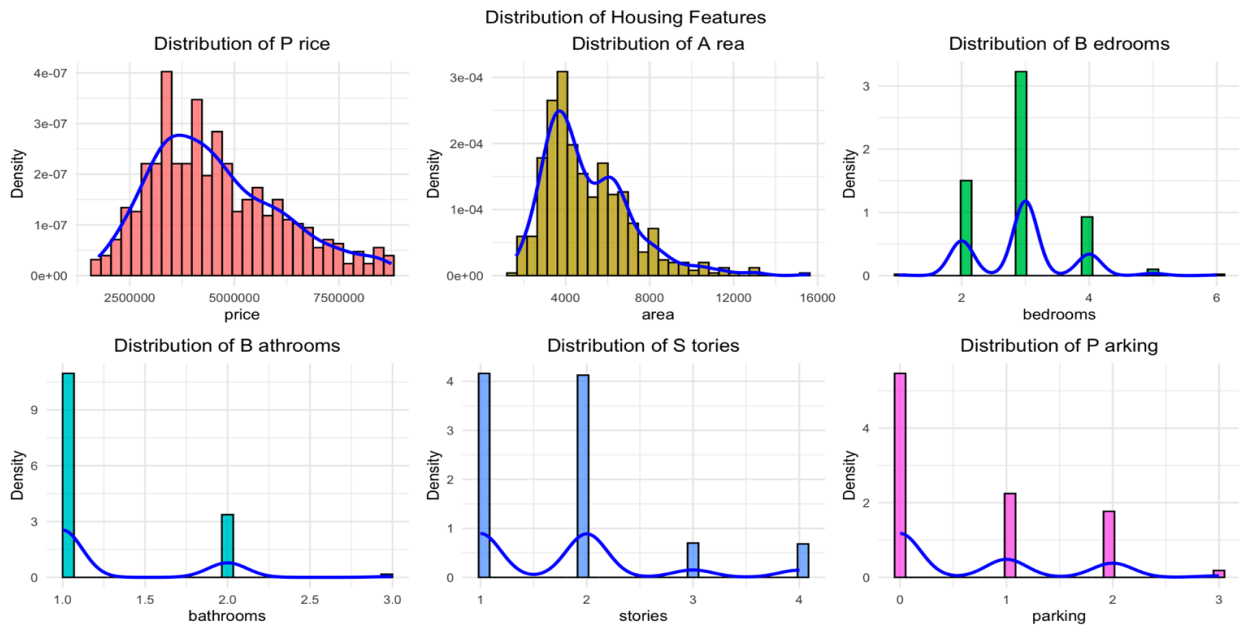 Distribution of Housing Features
Distribution of P rice
Density
4e-07
3e-07
2e-07
1e-07
0e+00
2500000 5000000 7500000
price
Distribution of A rea
Density
3e-04
2e-04
1e-04
0e+00
4000 8000 12000 16000
area
Distribution of B edrooms
Density
3
2
1
0
2 4 6
bedrooms
Distribution of B athrooms
Density
9
6
3
0
1.0 1.5 2.0 2.5 3.0
bathrooms
Distribution of S tories
Density
4
3
2
1
0
1 2 3 4
stories
Distribution of P arking
Density
4
2
0
0 1 2 3
parking